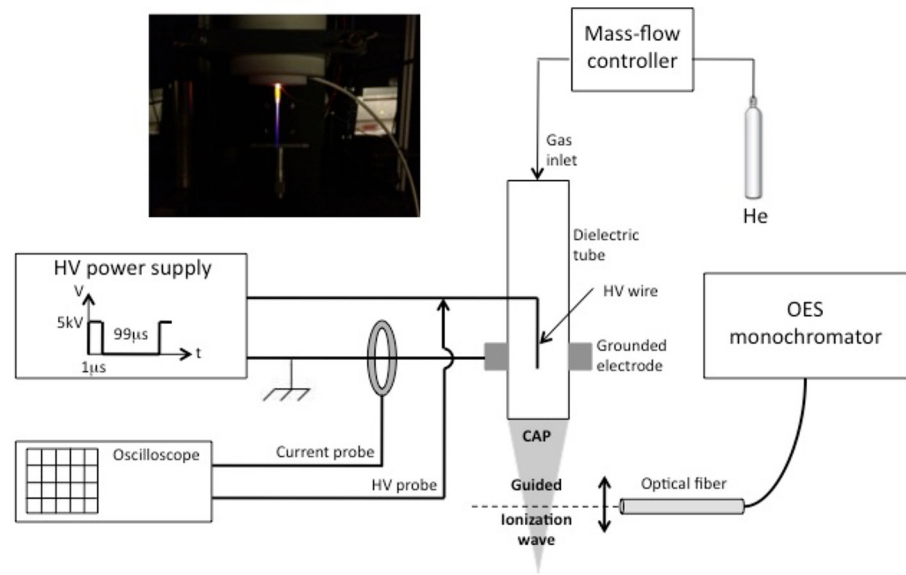 Mass-flow
controller
Gas
inlet
He
Dielectric
tube
HV power supply
V
HV wire
5kV
99μs
t
1μs
OES
monochromator
Grounded
electrode
CAP
Oscilloscope
Current probe
HV probe
Guided
Optical fiber
Ionization
wave